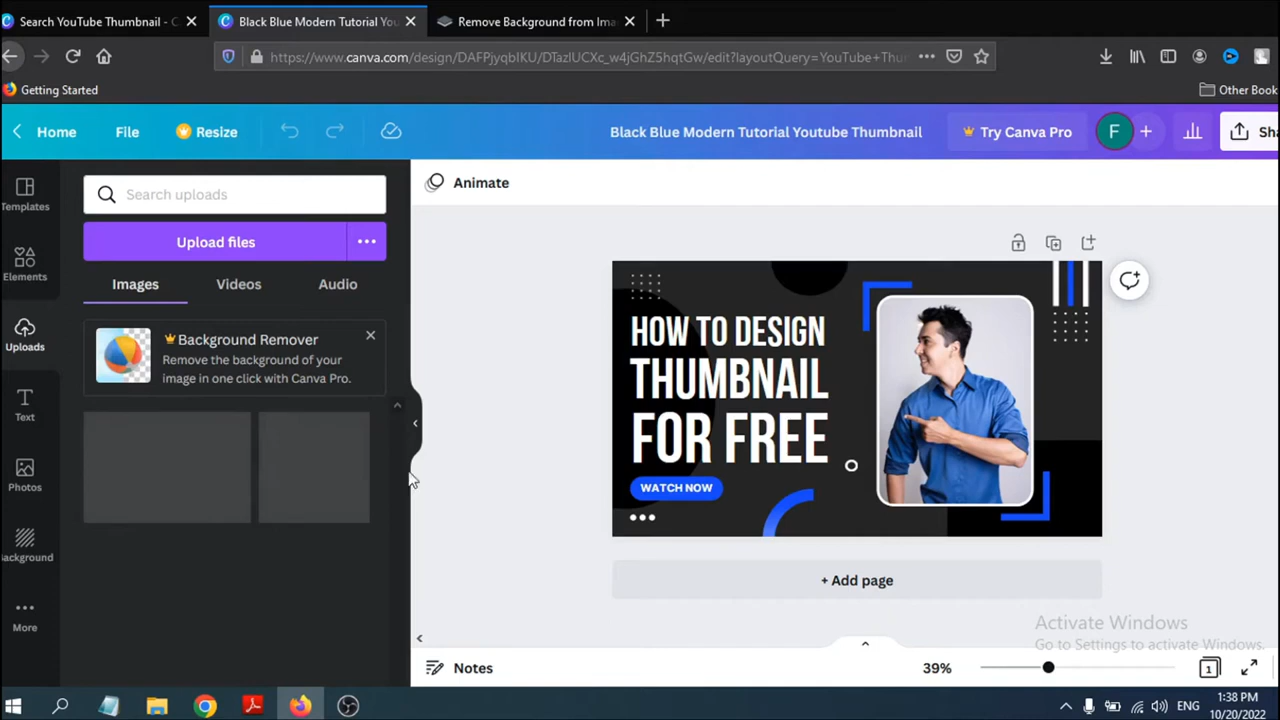 Search YouTube Thumbnail - C
Black Blue Modern Tutorial You
Remove Background from Ima
https://www.canva.com/design/DAFPjyqbIKU/DTazlUCXc_w4jGhZ5hqtGw/edit?layoutQuery=YouTube+Thu
Getting Started
Other Book
Home
File
Resize
Black Blue Modern Tutorial Youtube Thumbnail
Try Canva Pro
F
Sha
Templates
Elements
Uploads
Text
Photos
Background
More
Search uploads
Upload files
Images
Videos
Audio
Background Remover
Remove the background of your
image in one click with Canva Pro.
Animate
HOW TO DESIGN
THUMBNAIL
FOR FREE
WATCH NOW
+ Add page
Activate Windows
Go to Settings to activate Windows.
Notes
39%
1
ENG
1:38 PM
10/20/2022